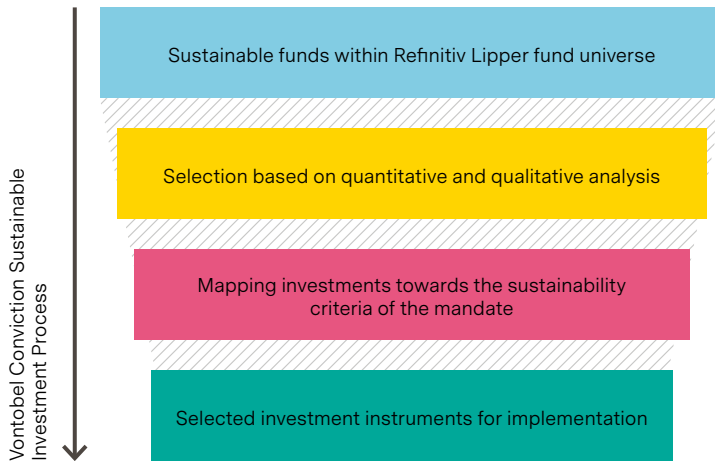 Vontobel Conviction Sustainable
Investment Process
Sustainable funds within Refinitiv Lipper fund universe
Selection based on quantitative and qualitative analysis
Mapping investments towards the sustainability
criteria of the mandate
Selected investment instruments for implementation